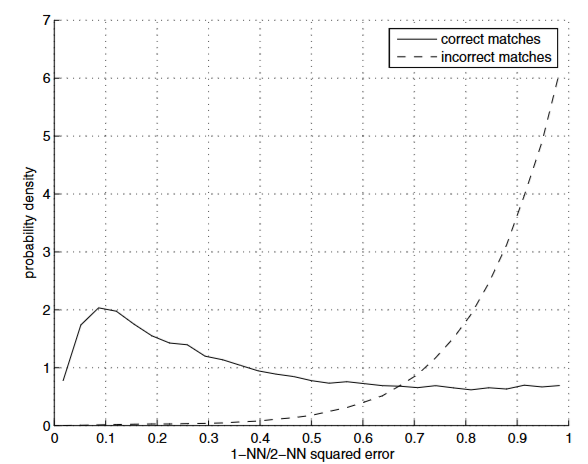 7
correct matches
incorrect matches
6
5
4
3
2
1
0
probability density
0 0.1 0.2 0.3 0.4 0.5 0.6 0.7 0.8 0.9 1
1−NN/2−NN squared error